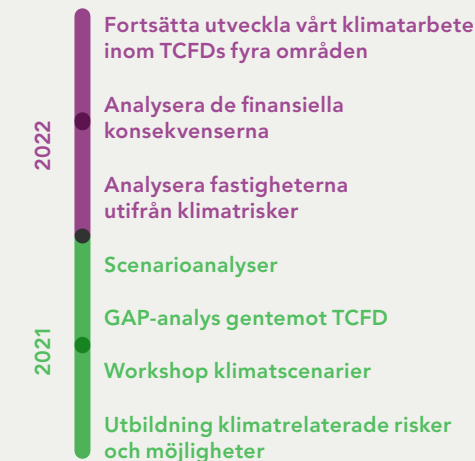 2022
Fortsätta utveckla vårt klimatarbete
inom TCFDs fyra områden
Analysera de finansiella
konsekvenserna
Analysera fastigheterna
utifrån klimatrisker
2021
Scenarioanalyser
GAP-analys gentemot TCFD
Workshop klimatscenarier
Utbildning klimatrelaterade risker
och möjligheter